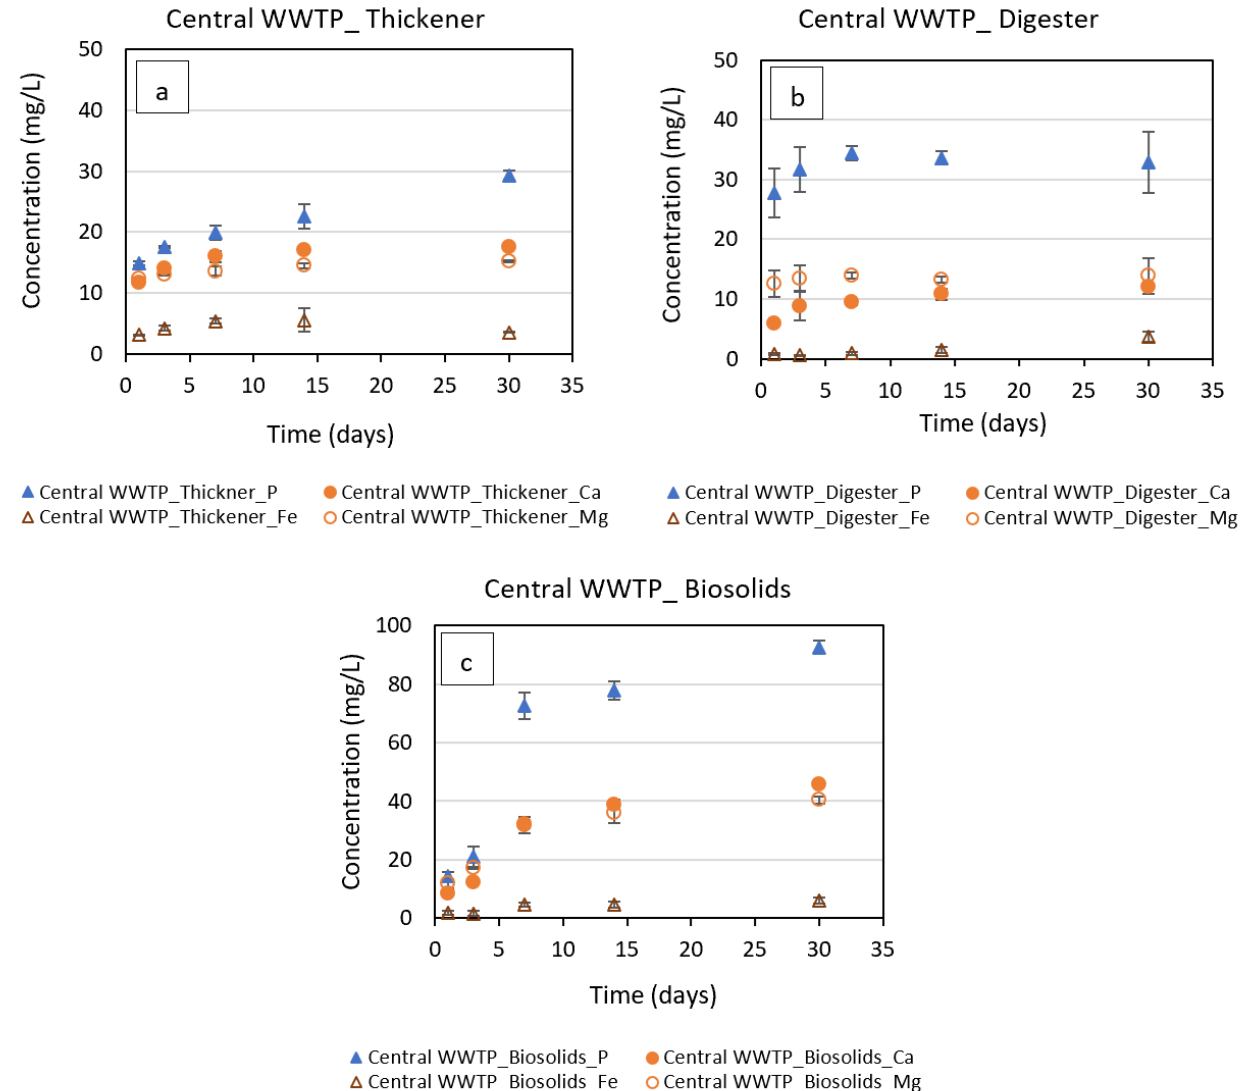 Central WWTP_ Thickener
50
40
30
20
10
0
a
Concentration (mg/L)
0 5 10 15 20 25 30 35
Time (days)
Central WWTP_Thickner_P
Central WWTP_Thickener_Ca
Central WWTP_Thickener_Fe
Central WWTP_Thickener_Mg
Central WWTP_ Digester
50
40
30
20
10
0
b
Concentration (mg/L)
0 5 10 15 20 25 30 35
Time (days)
Central WWTP_Digester_P
Central WWTP_Digester_Ca
Central WWTP_Digester_Fe
Central WWTP_Digester_Mg
Central WWTP_ Biosolids
100
80
60
40
20
0
c
Concentration (mg/L)
0 5 10 15 20 25 30 35
Time (days)
Central WWTP_Biosolids_P
Central WWTP_Biosolids_Ca
Central WWTP_Biosolids_Fe
Central WWTP_Biosolids_Mg